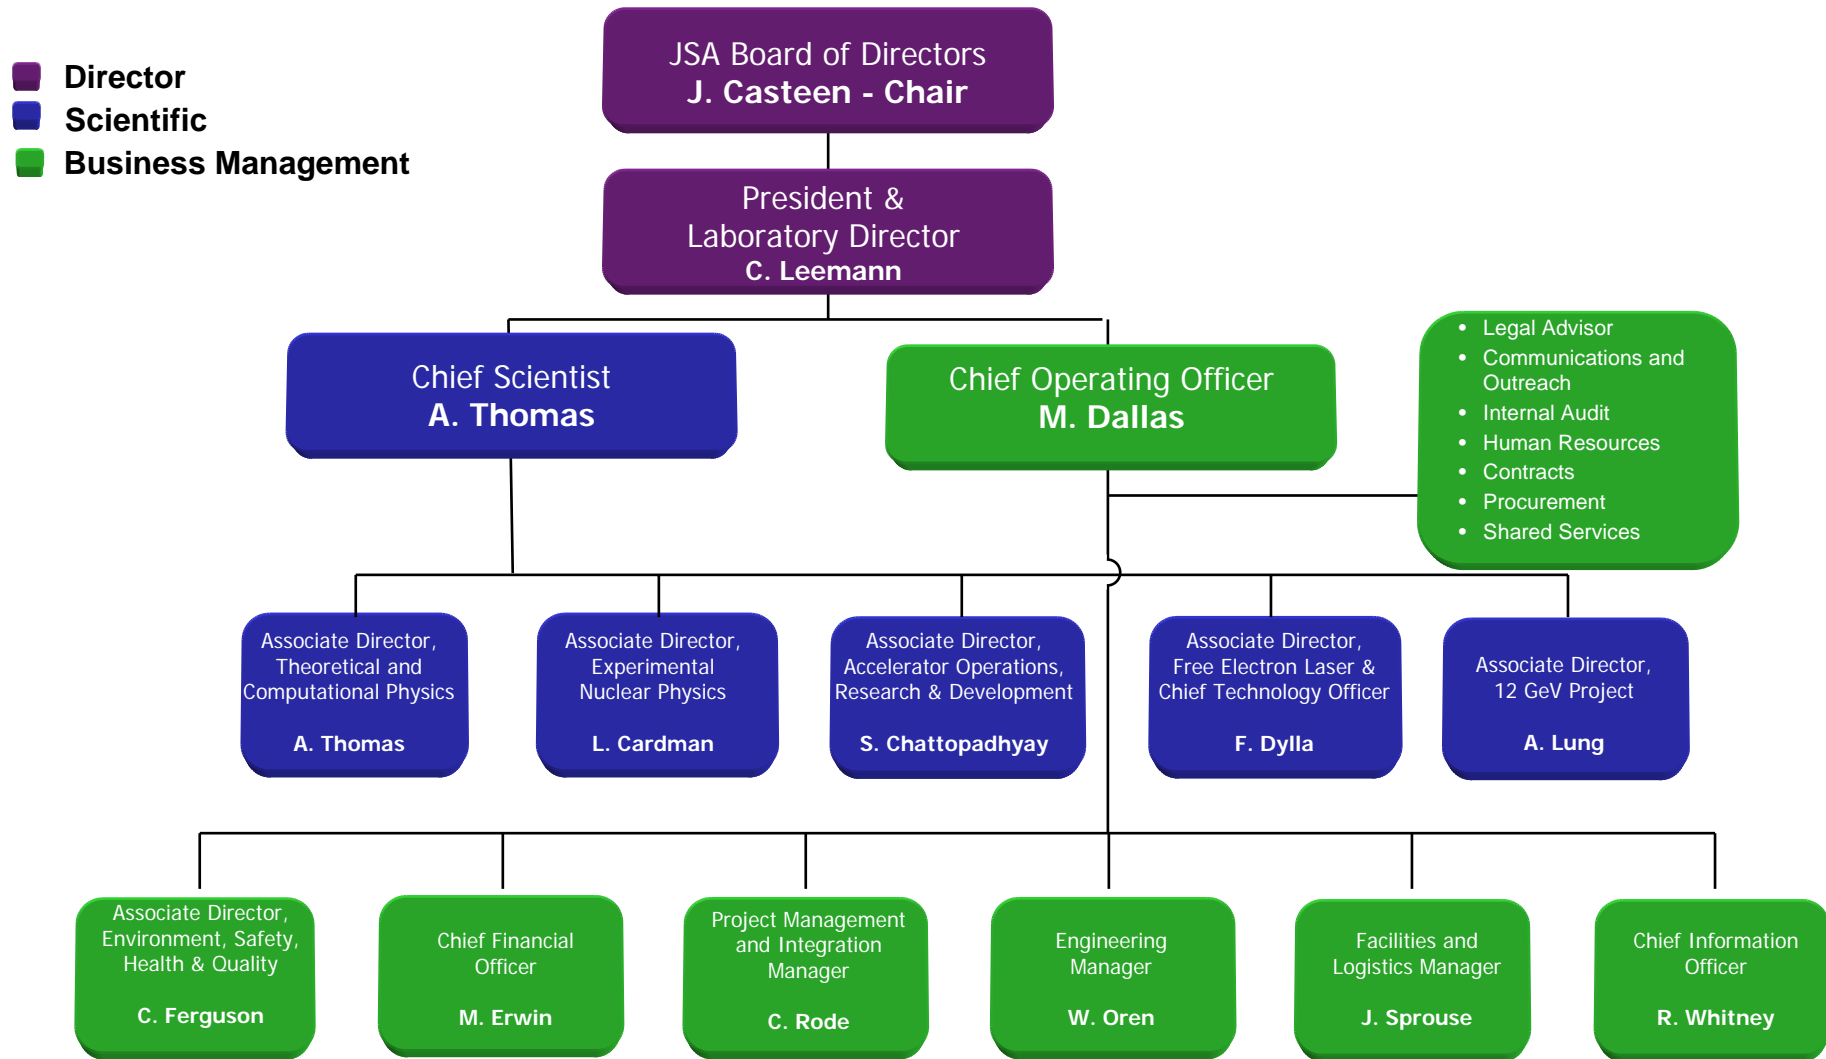 Director
Scientific
Business Management
JSA Board of Directors
J. Casteen - Chair
President &
Laboratory Director
C. Leemann
Chief Scientist
A. Thomas
Chief Operating Officer
M. Dallas
• Legal Advisor
• Communications and
Outreach
• Internal Audit
• Human Resources
• Contracts
• Procurement
• Shared Services
Associate Director,
Theoretical and
Computational Physics
A. Thomas
Associate Director,
Experimental
Nuclear Physics
L. Cardman
Associate Director,
Accelerator Operations,
Research & Development
S. Chattopadhyay
Associate Director,
Free Electron Laser &
Chief Technology Officer
F. Dylla
Associate Director,
12 GeV Project
A. Lung
Associate Director,
Environment, Safety,
Health & Quality
C. Ferguson
Chief Financial
Officer
M. Erwin
Project Management
and Integration
Manager
C. Rode
Engineering
Manager
W. Oren
Facilities and
Logistics Manager
J. Sprouse
Chief Information
Officer
R. Whitney